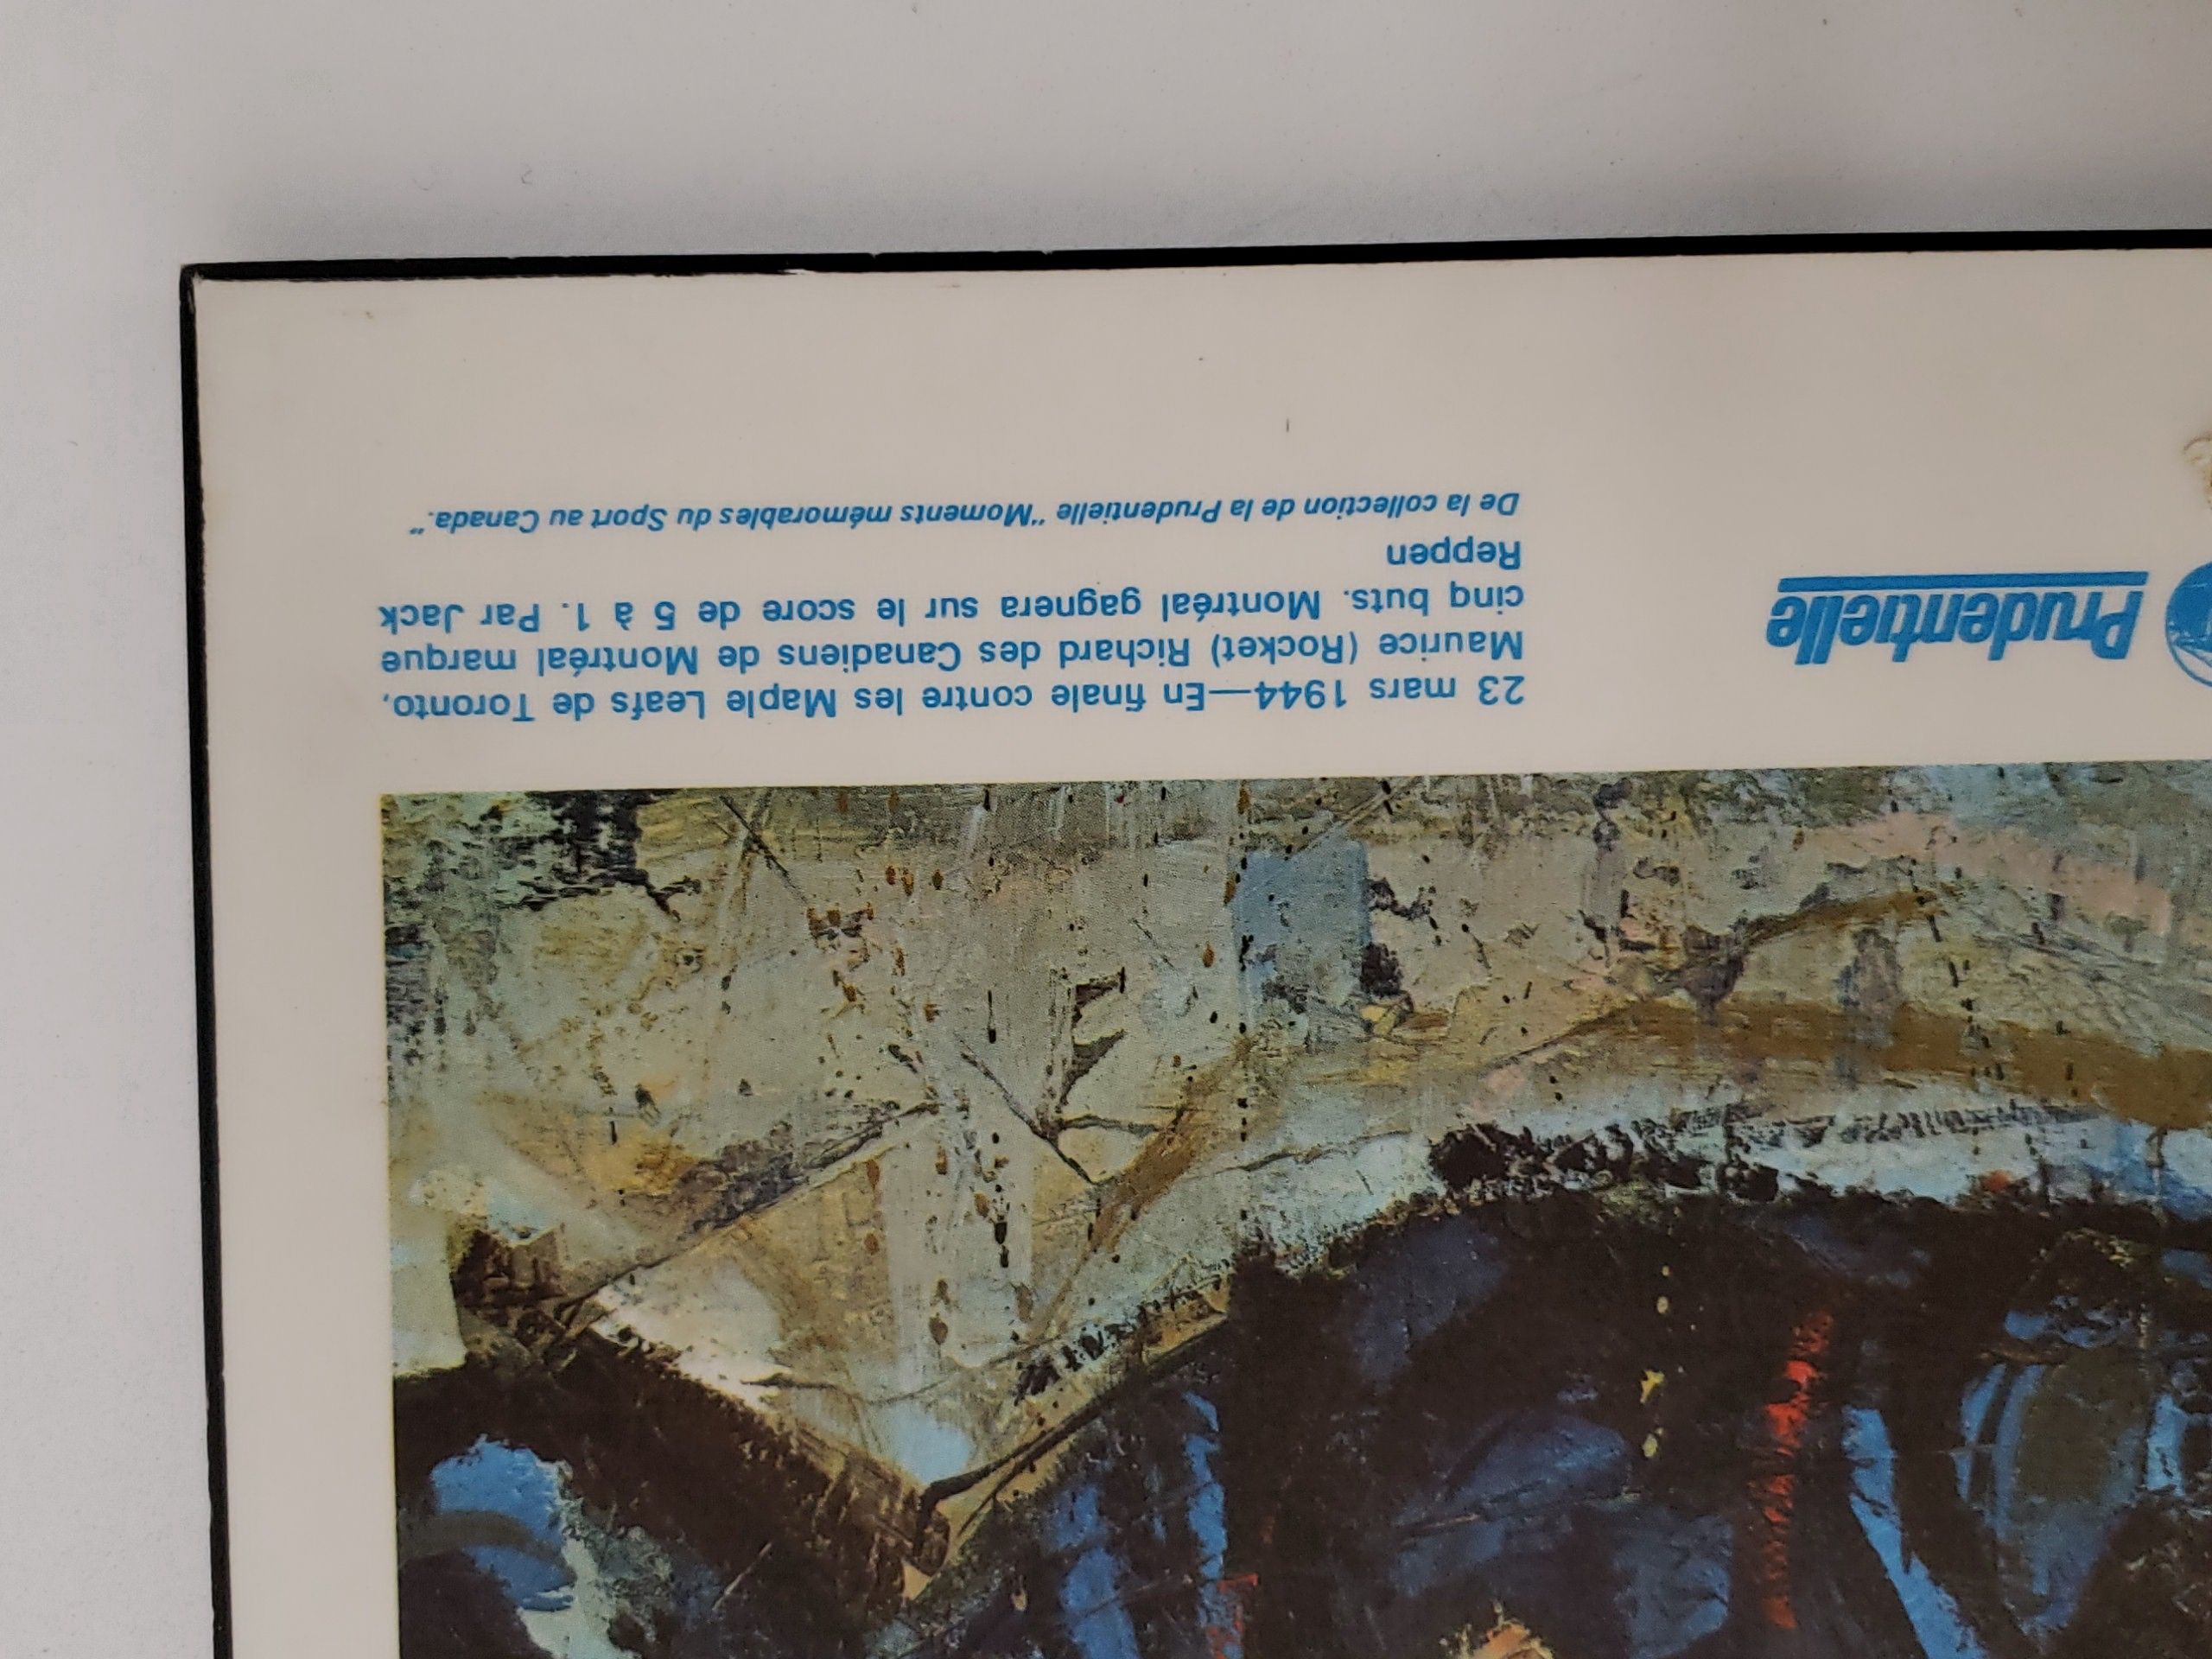 Prudentielle
23 mars 1944—En finale contre les Maple Leafs de Toronto,
Maurice (Rocket) Richard des Canadiens de Montréal marque
cinq buts. Montréal gagnera sur le score de 5 à 1. Par Jack
Reppen
De la collection de la Prudentielle "Moments mémorables du Sport au Canada."